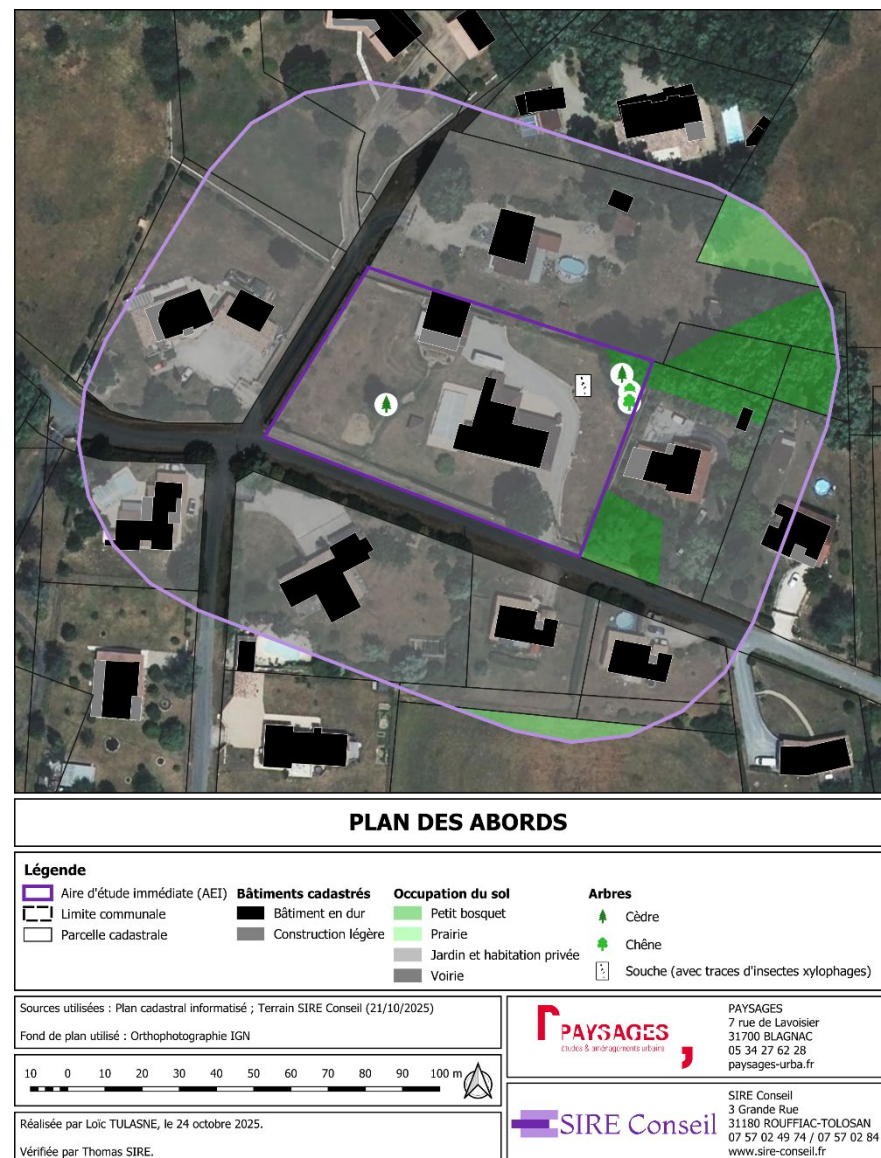 PLAN DES ABORDS
Légende
Aire d'étude immédiate (AEI)
Limite communale
Parcelle cadastrale
Bâtiments cadastrés
Bâtiment en dur
Construction légère
Occupation du sol
Petit bosquet
Prairie
Jardin et habitation privée
Voirie
Arbres
Cèdre
Chêne
Souche (avec traces d'insectes xylophages)
Sources utilisées : Plan cadastral informatisé ; Terrain SIRE Conseil (21/10/2025)
Fond de plan utilisé : Orthophotographie IGN
10 0 10 20 30 40 50 60 70 80 90 100 m
Réalisée par Loïc TULASNE, le 24 octobre 2025.
Vérifiée par Thomas SIRE.
PAYSAGES
études & aménagements urbains
PAYSAGES
7 rue de Lavoisier
31700 BLAGNAC
05 34 27 62 28
paysages-urba.fr
SIRE Conseil
SIRE Conseil
3 Grande Rue
31180 ROUFFIAC-TOLOSAN
07 57 02 49 74 / 07 57 02 84
www.sire-conseil.fr